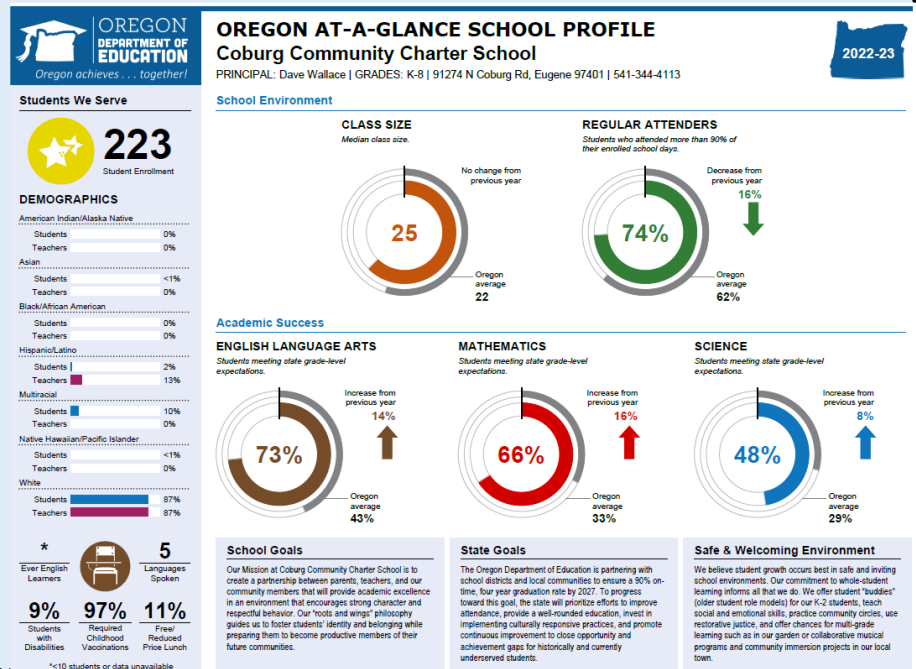 OREGON
DEPARTMENT OF
EDUCATION
Oregon achieves . . . together!
OREGON AT-A-GLANCE SCHOOL PROFILE
Coburg Community Charter School
PRINCIPAL: Dave Wallace | GRADES: K-8 | 91274 N Coburg Rd, Eugene 97401 | 541-344-4113
2022-23
Students We Serve
223
Student Enrollment
DEMOGRAPHICS
American Indian/Alaska Native
Students 0%
Teachers 0%
Asian
Students <1%
Teachers 0%
Black/African American
Students 0%
Teachers 0%
Hispanic/Latino
Students 2%
Teachers 13%
Multiracial
Students 10%
Teachers 0%
Native Hawaiian/Pacific Islander
Students <1%
Teachers 0%
White
Students 87%
Teachers 87%
*
Ever English
Learners
5
Languages
Spoken
9%
Students
with
Disabilities
97%
Required
Childhood
Vaccinations
11%
Free/
Reduced
Price Lunch
*<10 students or data unavailable
School Environment
CLASS SIZE
Median class size.
No change from
previous year
25
Oregon
average
22
REGULAR ATTENDERS
Students who attended more than 90% of
their enrolled school days.
Decrease from
previous year
16%
74%
Oregon
average
62%
Academic Success
ENGLISH LANGUAGE ARTS
Students meeting state grade-level
expectations.
Increase from
previous year
14%
73%
Oregon
average
43%
MATHEMATICS
Students meeting state grade-level
expectations.
Increase from
previous year
16%
66%
Oregon
average
33%
SCIENCE
Students meeting state grade-level
expectations.
Increase from
previous year
8%
48%
Oregon
average
29%
School Goals
Our Mission at Coburg Community Charter School is to
create a partnership between parents, teachers, and our
community members that will provide academic excellence
in an environment that encourages strong character and
respectful behavior. Our "roots and wings" philosophy
guides us to foster students' identity and belonging while
preparing them to become productive members of their
future communities.
State Goals
The Oregon Department of Education is partnering with
school districts and local communities to ensure a 90% on-
time, four year graduation rate by 2027. To progress
toward this goal, the state will prioritize efforts to improve
attendance, provide a well-rounded education, invest in
implementing culturally responsive practices, and promote
continuous improvement to close opportunity and
achievement gaps for historically and currently
underserved students.
Safe & Welcoming Environment
We believe student growth occurs best in safe and inviting
school environments. Our commitment to whole-student
learning informs all that we do. We offer student "buddies"
(older student role models) for our K-2 students, teach
social and emotional skills, practice community circles, use
restorative justice, and offer chances for multi-grade
learning such as in our garden or collaborative musical
programs and community immersion projects in our local
town.